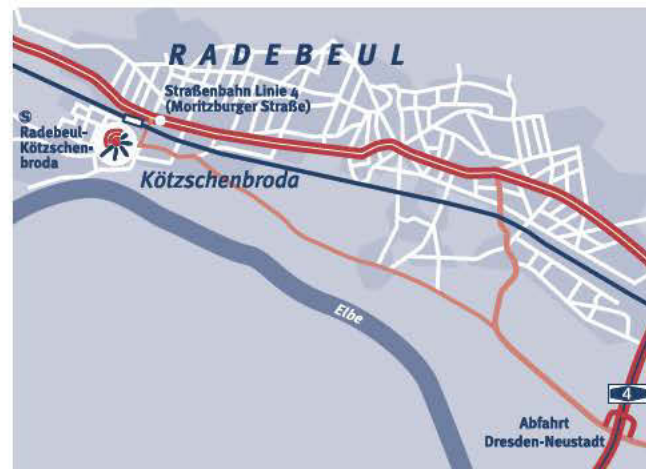 RADEBEUL
Straßenbahn Linie 4
(Moritzburger Straße)
S
Radebeul-
Kötzschen-
broda
Kötzschenbroda
Elbe
4
Abfahrt
Dresden-Neustadt